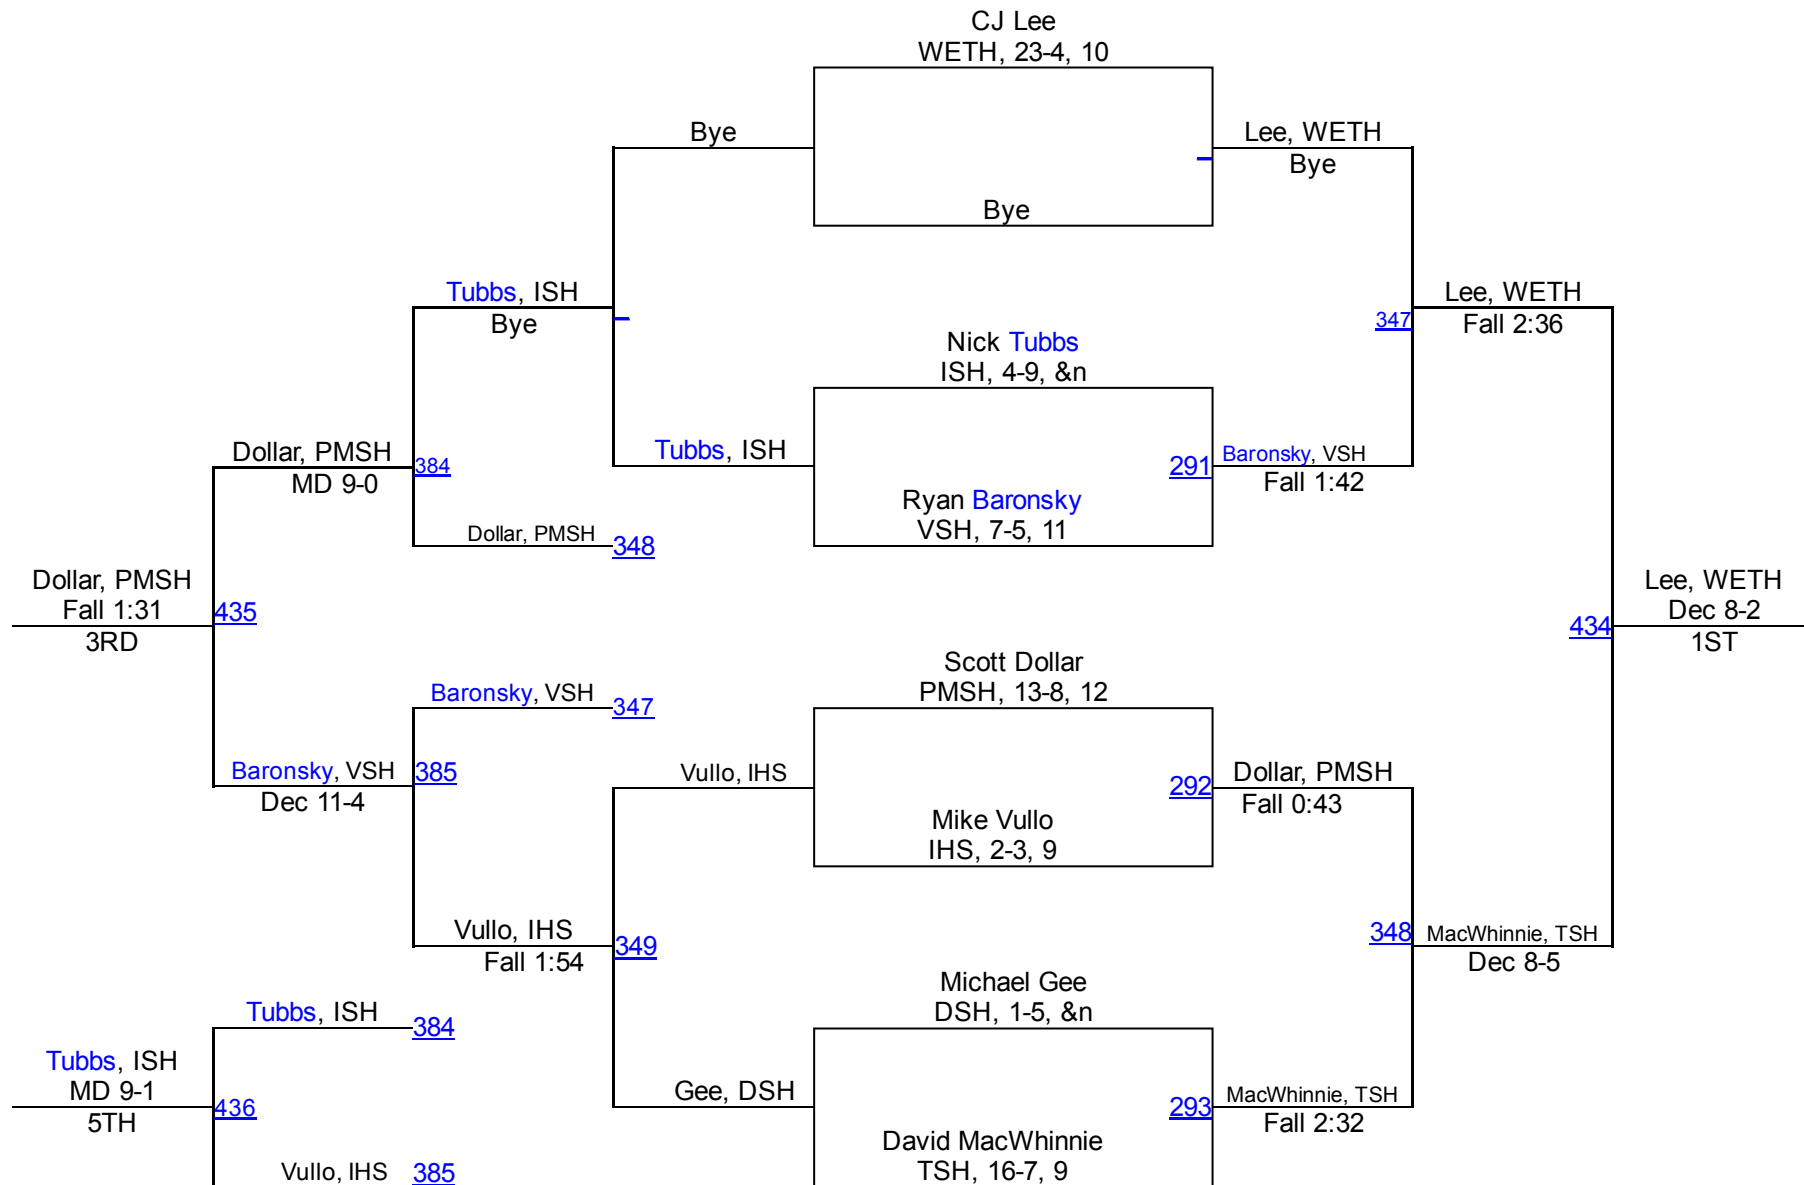 CJ Lee
WETH, 23-4, 10
Bye
Lee, WETH
Bye
Bye
Tubbs, ISH
Bye
Lee, WETH
347
Fall 2:36
Nick Tubbs
ISH, 4-9, &n
Dollar, PMSH
384
MD 9-0
Tubbs, ISH
291
Baronsky, VSH
Fall 1:42
Ryan Baronsky
VSH, 7-5, 11
Dollar, PMSH
348
Dollar, PMSH
Fall 1:31
435
3RD
Lee, WETH
Dec 8-2
434
1ST
Scott Dollar
PMSH, 13-8, 12
Baronsky, VSH
347
Baronsky, VSH
385
Dec 11-4
Vullo, IHS
292
Dollar, PMSH
Fall 0:43
Mike Vullo
IHS, 2-3, 9
Vullo, IHS
349
Fall 1:54
348
MacWhinnie, TSH
Dec 8-5
Michael Gee
DSH, 1-5, &n
Tubbs, ISH
384
Tubbs, ISH
MD 9-1
436
5TH
Gee, DSH
293
MacWhinnie, TSH
Fall 2:32
David MacWhinnie
TSH, 16-7, 9
Vullo, IHS
385